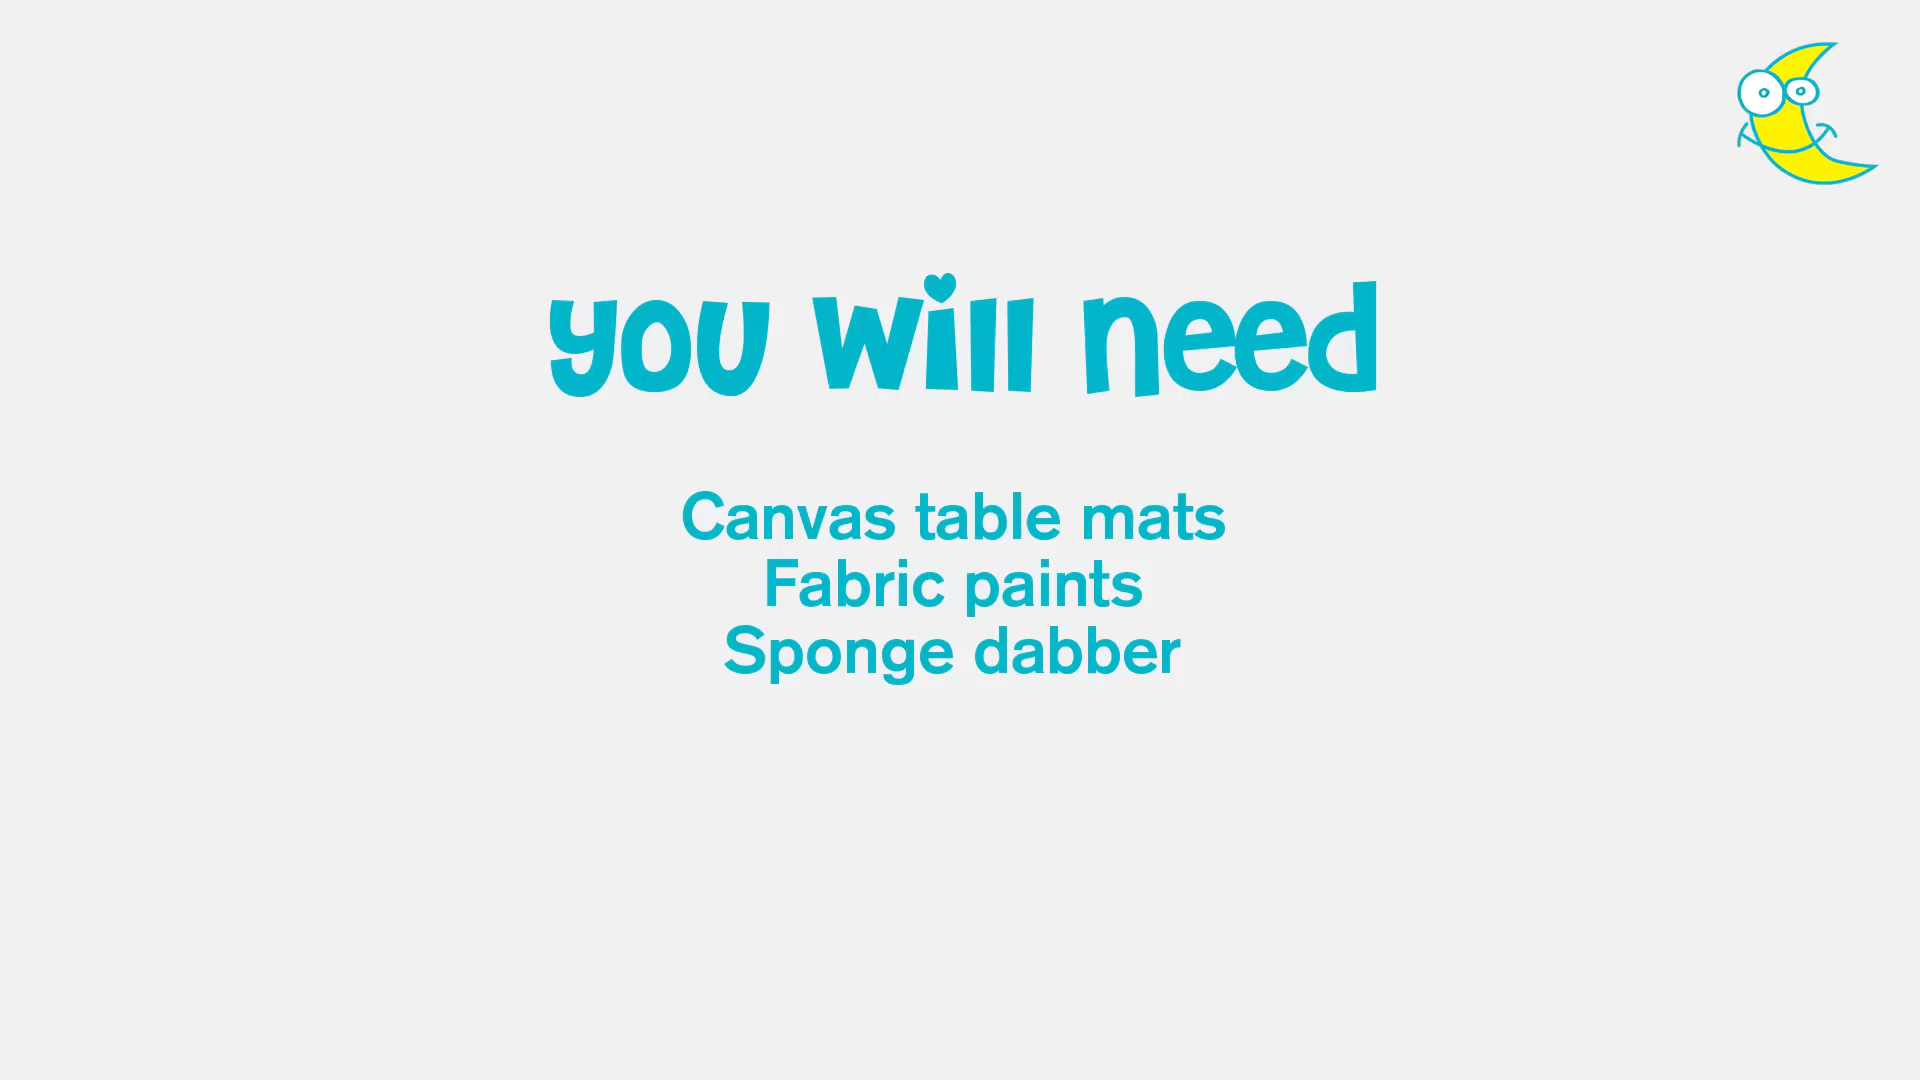 you will need
Canvas table mats
Fabric paints
Sponge dabber